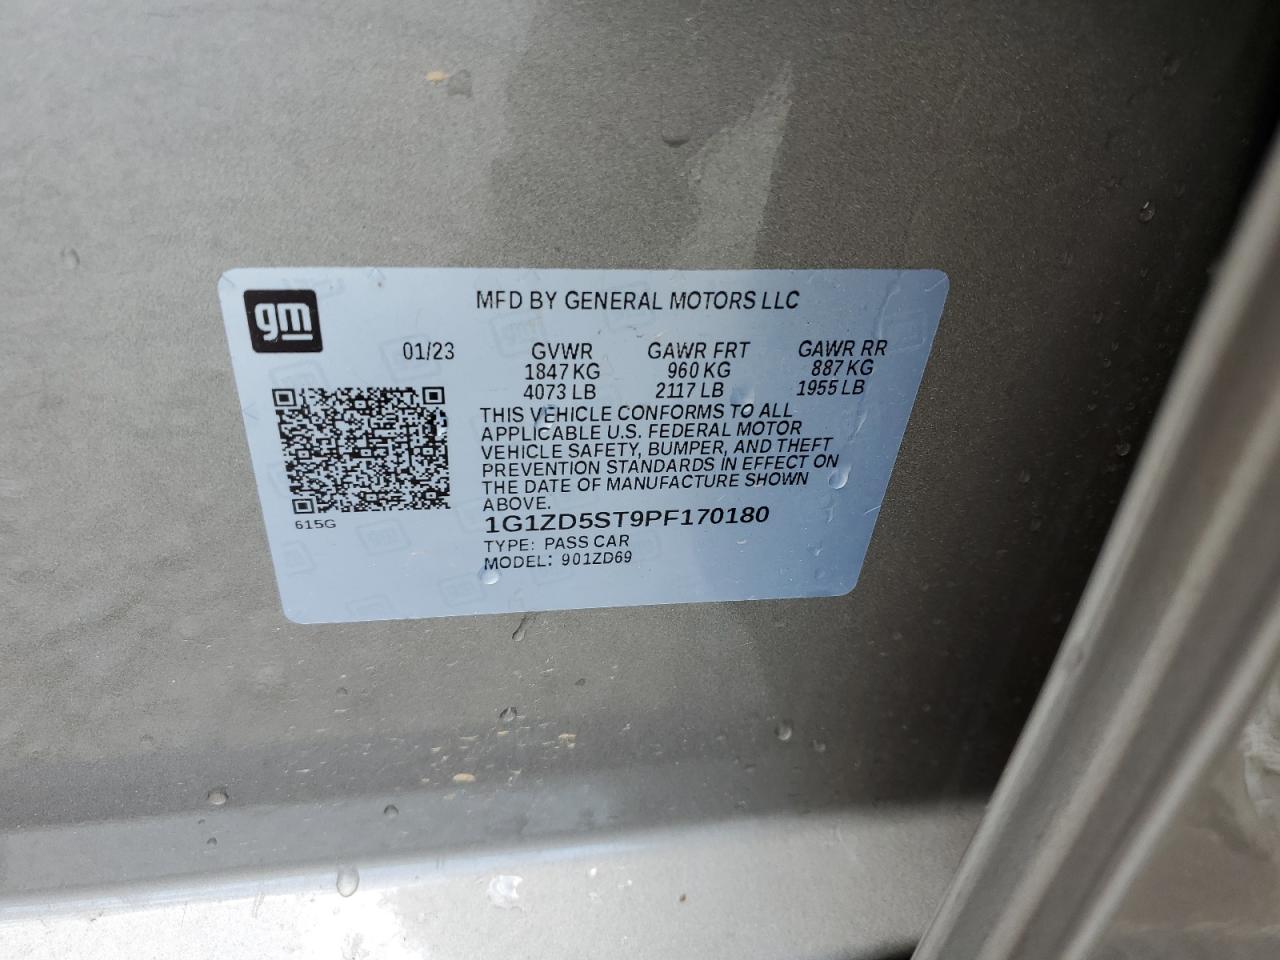 gm
MFD BY GENERAL MOTORS LLC
01/23 GVWR GAWR FRT GAWR RR
1847 KG 960 KG 887 KG
4073 LB 2117 LB 1955 LB
THIS VEHICLE CONFORMS TO ALL
APPLICABLE U.S. FEDERAL MOTOR
VEHICLE SAFETY, BUMPER, AND THEFT
PREVENTION STANDARDS IN EFFECT ON
THE DATE OF MANUFACTURE SHOWN
ABOVE.
615G
1G1ZD5ST9PF170180
TYPE: PASS CAR
MODEL: 901ZD69